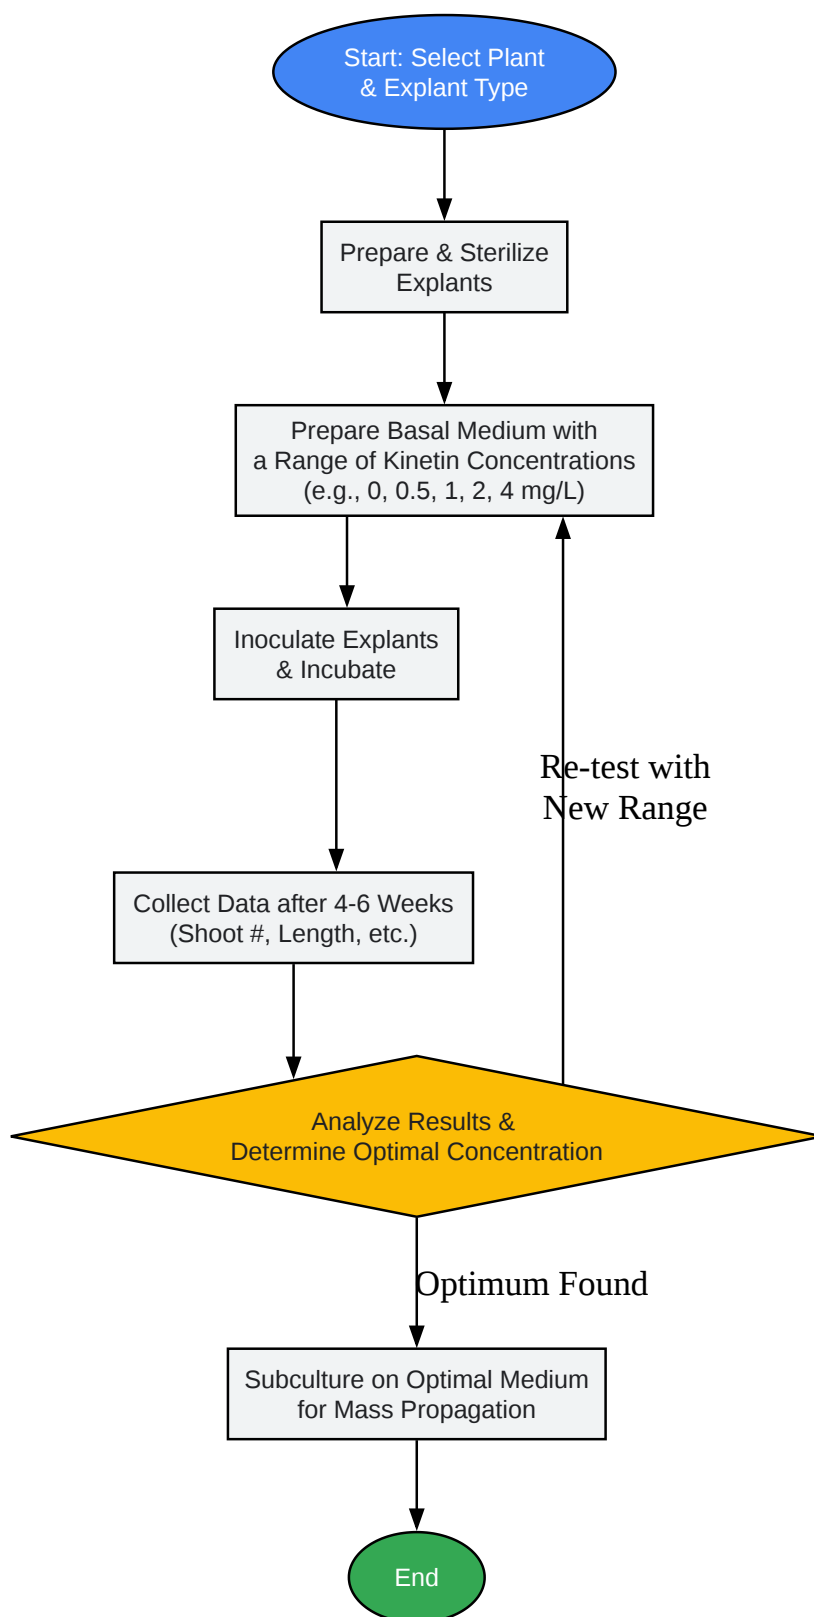 Start: Select Plant
& Explant Type
Prepare & Sterilize
Explants
Prepare Basal Medium with
a Range of Kinetin Concentrations
(e.g., 0, 0.5, 1, 2, 4 mg/L)
Inoculate Explants
& Incubate
Re-test with
New Range
Collect Data after 4-6 Weeks
(Shoot #, Length, etc.)
Analyze Results &
Determine Optimal Concentration
Optimum Found
Subculture on Optimal Medium
for Mass Propagation
End